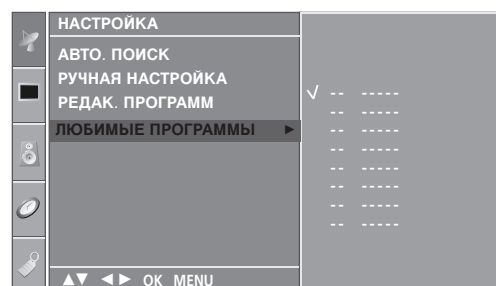 НАСТРОЙКА
АВТО. ПОИСК
РУЧНАЯ НАСТРОЙКА
РЕДАК. ПРОГРАММ
ЛЮБИМЫЕ ПРОГРАММЫ ►
√ -- -----
-- -----
-- -----
-- -----
-- -----
-- -----
-- -----
-- -----
▲▼ ◄► OK MENU